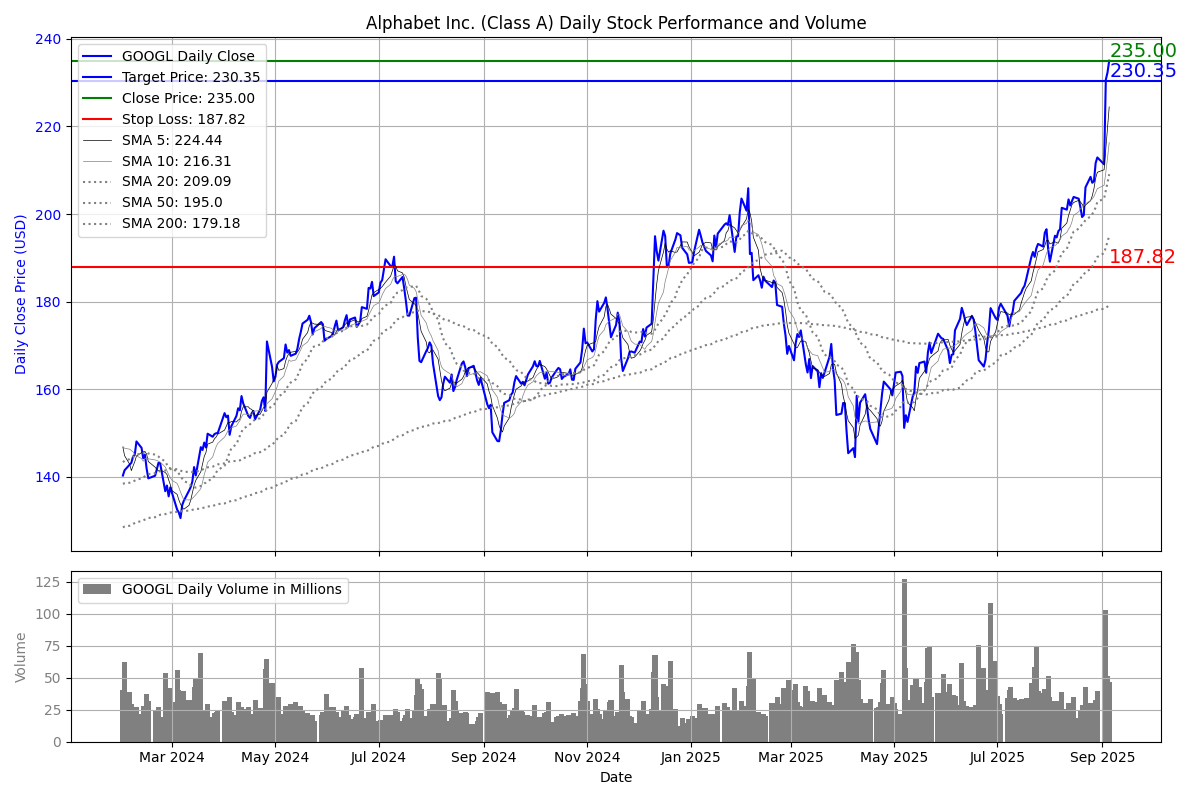 Alphabet Inc. (Class A) Daily Stock Performance and Volume
Daily Close Price (USD)
240
220
200
180
160
140
GOOGL Daily Close
Target Price: 230.35
Close Price: 235.00
Stop Loss: 187.82
SMA 5: 224.44
SMA 10: 216.31
SMA 20: 209.09
SMA 50: 195.0
SMA 200: 179.18
235.00
230.35
187.82
Volume
125
100
75
50
25
0
GOOGL Daily Volume in Millions
Mar 2024 May 2024 Jul 2024 Sep 2024 Nov 2024 Jan 2025 Mar 2025 May 2025 Jul 2025 Sep 2025
Date